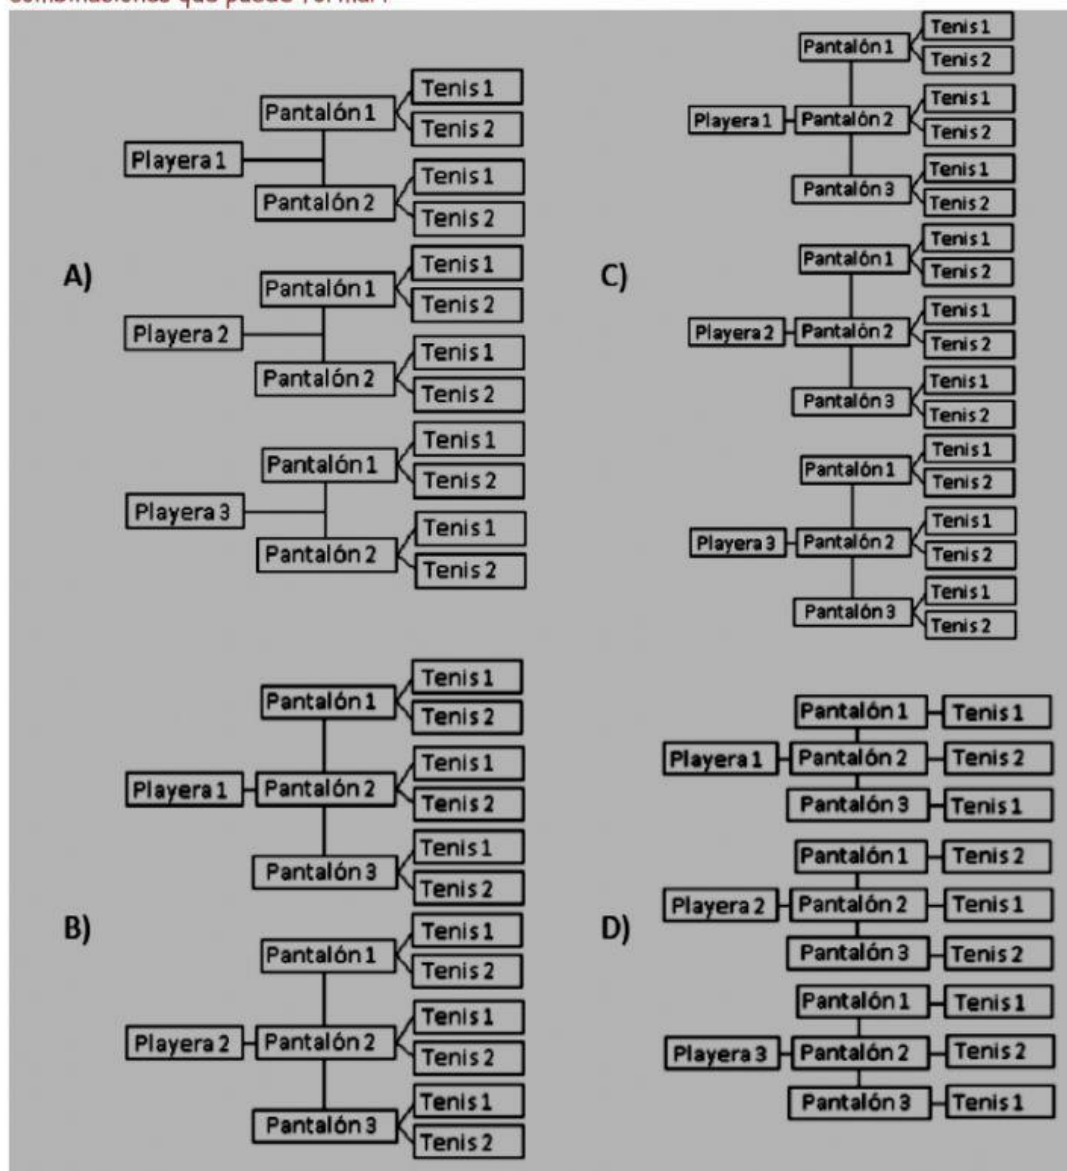 combinaciones que puede formar?
A)
Playera 1
Pantalón 1
Tenis 1
Tenis 2
Pantalón 2
Tenis 1
Tenis 2
Playera 2
Pantalón 1
Tenis 1
Tenis 2
Pantalón 2
Tenis 1
Tenis 2
Playera 3
Pantalón 1
Tenis 1
Tenis 2
Pantalón 2
Tenis 1
Tenis 2
B)
Playera 1
Pantalón 1
Tenis 1
Tenis 2
Pantalón 2
Tenis 1
Tenis 2
Pantalón 3
Tenis 1
Tenis 2
Playera 2
Pantalón 1
Tenis 1
Tenis 2
Pantalón 2
Tenis 1
Tenis 2
Pantalón 3
Tenis 1
Tenis 2
C)
Playera 1
Pantalón 1
Tenis 1
Tenis 2
Pantalón 2
Tenis 1
Tenis 2
Pantalón 3
Tenis 1
Tenis 2
Playera 2
Pantalón 1
Tenis 1
Tenis 2
Pantalón 2
Tenis 1
Tenis 2
Pantalón 3
Tenis 1
Tenis 2
Playera 3
Pantalón 1
Tenis 1
Tenis 2
Pantalón 2
Tenis 1
Tenis 2
Pantalón 3
Tenis 1
Tenis 2
D)
Playera 1
Pantalón 1
Tenis 1
Pantalón 2
Tenis 2
Pantalón 3
Tenis 1
Playera 2
Pantalón 1
Tenis 2
Pantalón 2
Tenis 1
Pantalón 3
Tenis 2
Playera 3
Pantalón 1
Tenis 1
Pantalón 2
Tenis 2
Pantalón 3
Tenis 1